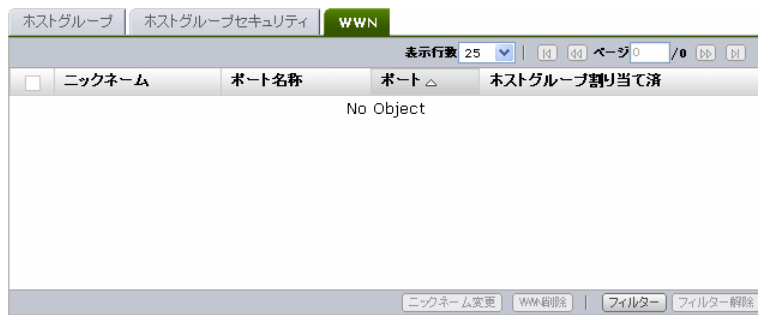 ホストグループ ホストグループセキュリティ WWN
表示行数 25 ページ 0 /0
ニックネーム ポート名称 ポート △ ホストグループ割り当て済
No Object
ニックネーム変更 WWN削除 フィルター フィルター解除